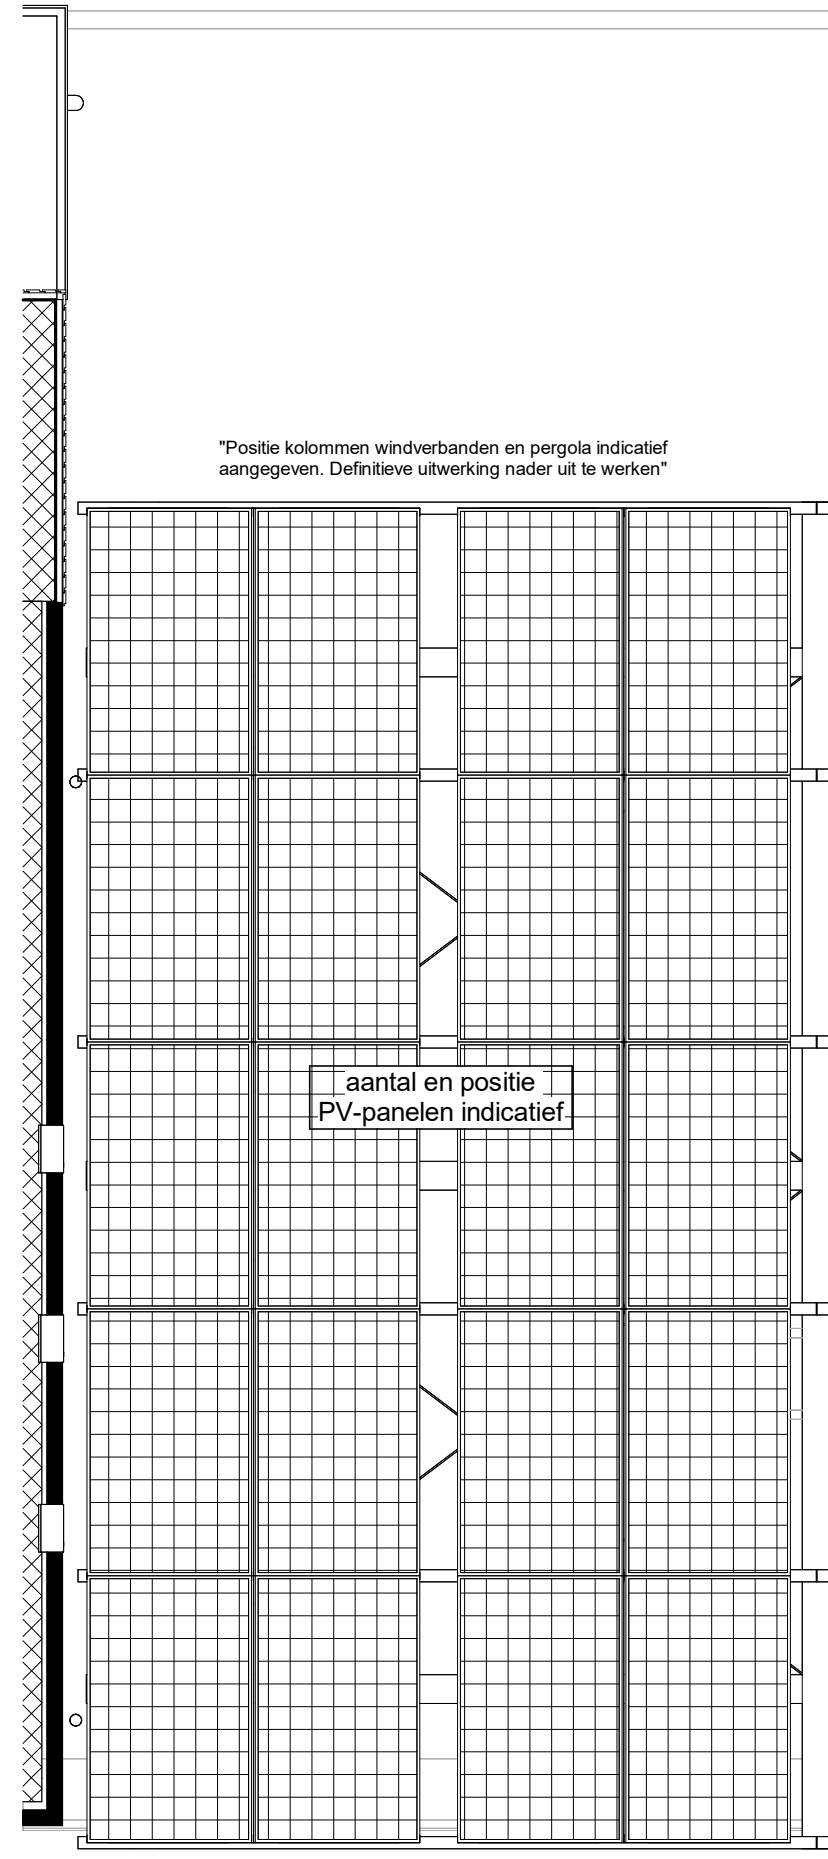 "Positie kolommen windverbanden en pergola indicatief
aangegeven. Definitieve uitwerking nader uit te werken"
aantal en positie
PV-panelen indicatief